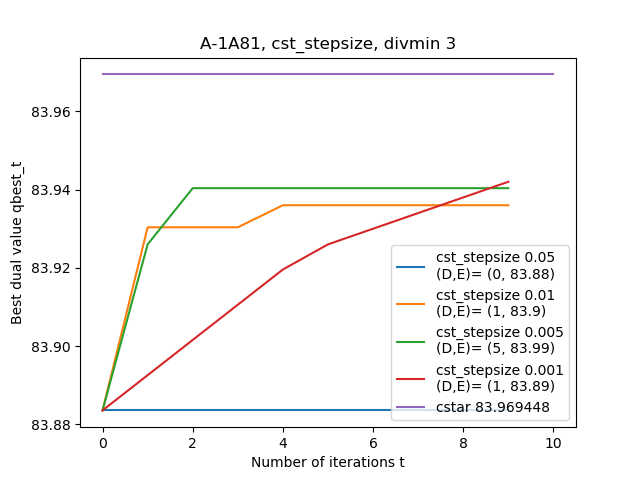 A-1A81, cst_stepsize, divmin 3
Best dual value qbest_t
83.96
83.94
83.92
83.90
83.88
0
2
4
6
8
10
Number of iterations t
cst_stepsize 0.05
(D,E)= (0, 83.88)
cst_stepsize 0.01
(D,E)= (1, 83.9)
cst_stepsize 0.005
(D,E)= (5, 83.99)
cst_stepsize 0.001
(D,E)= (1, 83.89)
cstar 83.969448